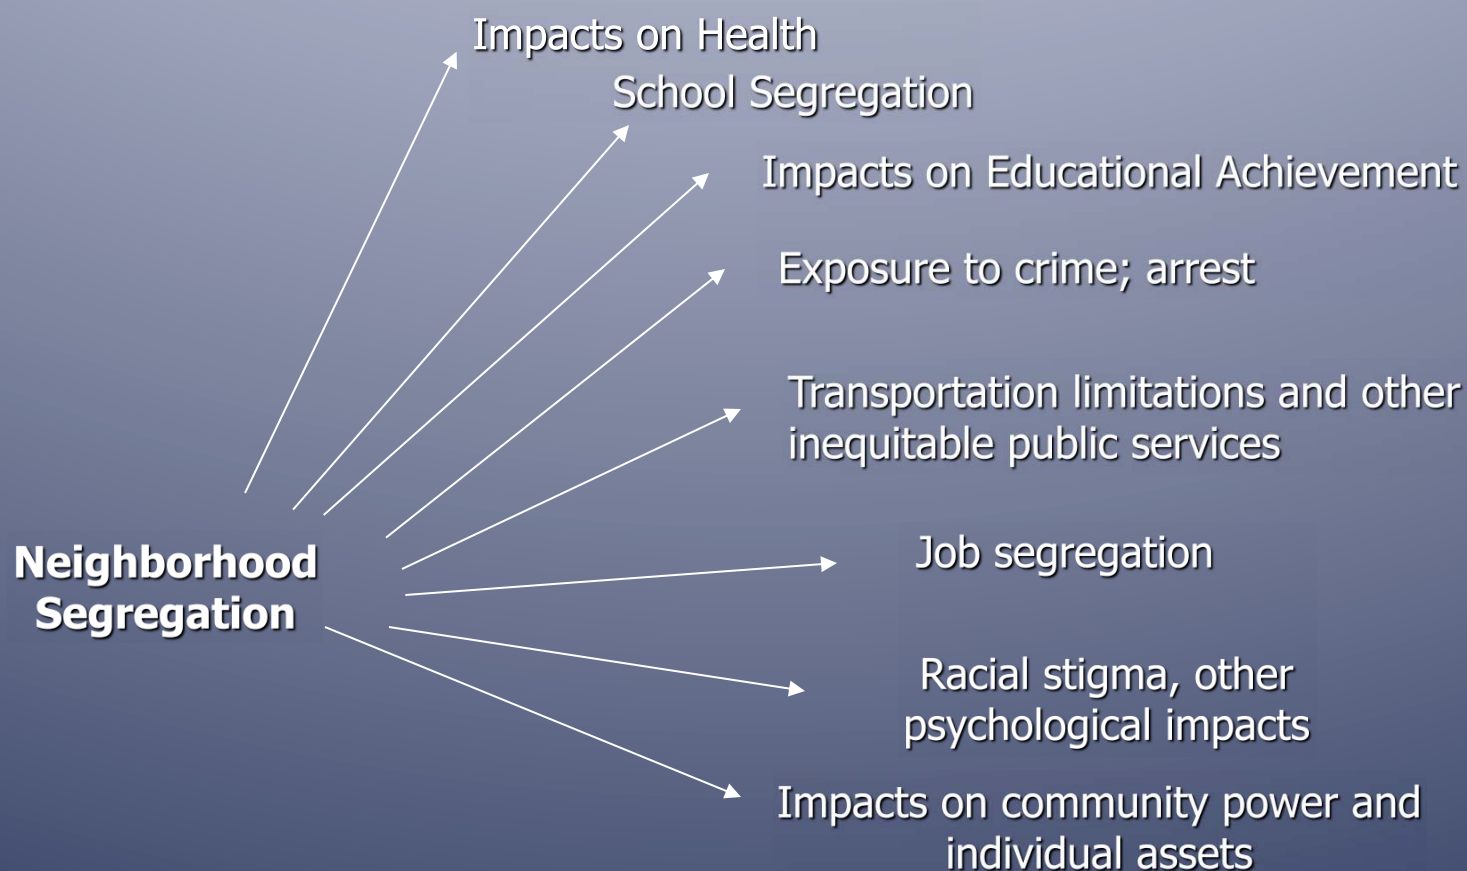 Impacts on Health
School Segregation
Impacts on Educational Achievement
Exposure to crime; arrest
Transportation limitations and other
inequitable public services
Neighborhood
Segregation
Job segregation
Racial stigma, other
psychological impacts
Impacts on community power and
individual assets